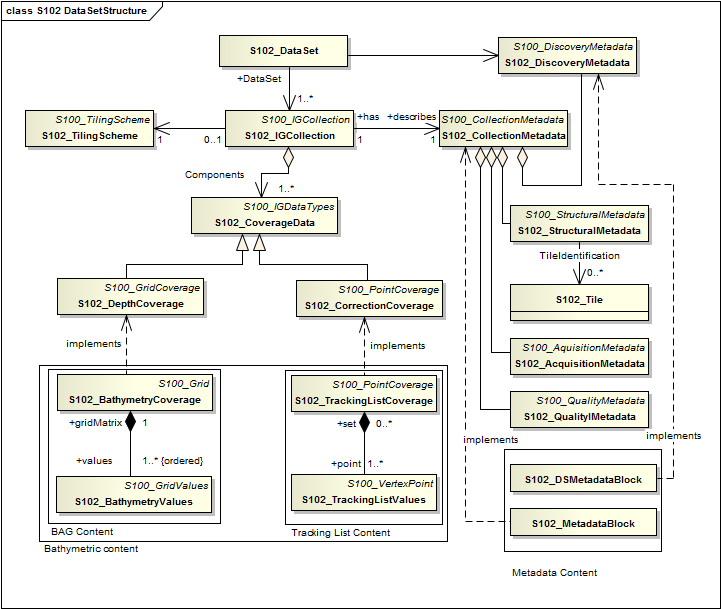 class S102 DataSetStructure
S102_DataSet
S100_DiscoveryMetadata
S102_DiscoveryMetadata
+DataSet
1..*
S100_TilingScheme
S102_TilingScheme
1
0..1
S100_IGCollection
S102_IGCollection
+has
1
+describes
1
S100_CollectionMetadata
S102_CollectionMetadata
Components
1..*
S100_IGDataTypes
S102_CoverageData
S100_StructuralMetadata
S102_StructuralMetadata
TileIdentification
0..*
S102_Tile
S100_GridCoverage
S102_DepthCoverage
S100_PointCoverage
S102_CorrectionCoverage
implements
implements
S100_AquisitionMetadata
S102_AcquisitionMetadata
S100_Grid
S102_BathymetryCoverage
+gridMatrix
1
+values
1..* {ordered}
S100_GridValues
S102_BathymetryValues
BAG Content
Bathymetric content
S100_PointCoverage
S102_TrackingListCoverage
+set
0..*
+point
1..*
S100_VertexPoint
S102_TrackingListValues
Tracking List Content
S100_QualityMetadata
S102_QualitylMetadata
implements
implements
S102_DSMetadataBlock
S102_MetadataBlock
Metadata Content